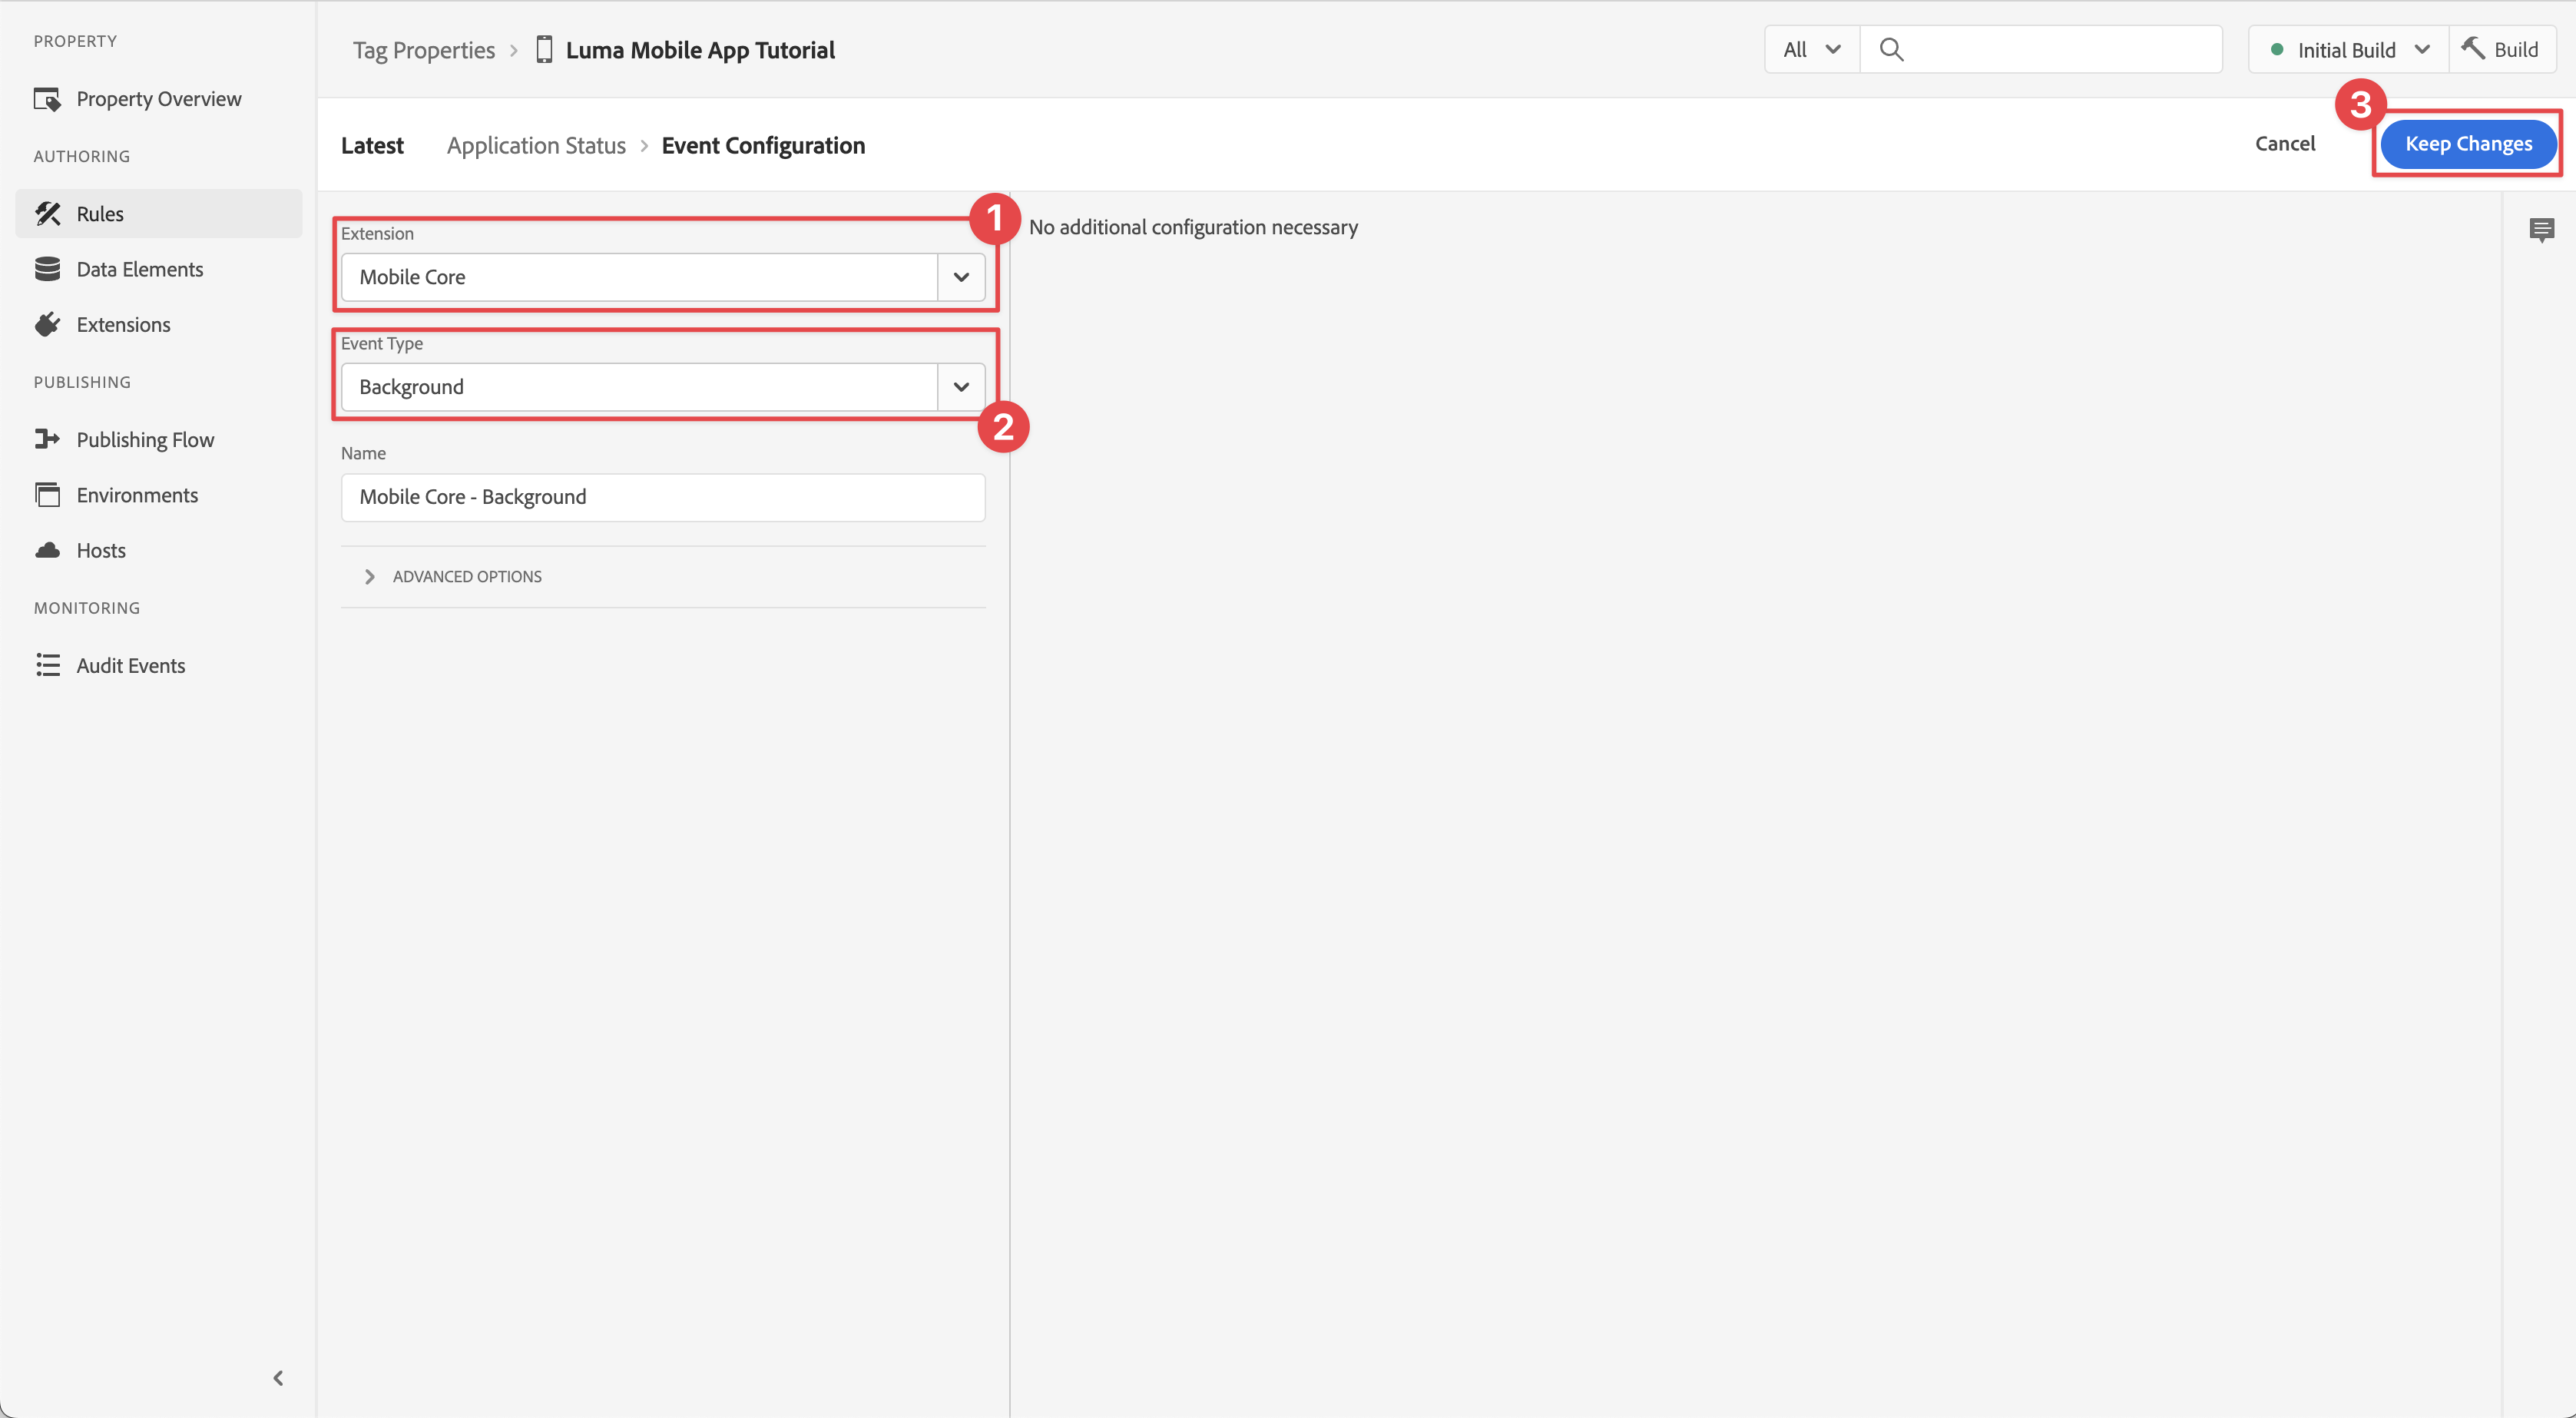 PROPERTY
Property Overview
AUTHORING
Rules
Data Elements
Extensions
PUBLISHING
Publishing Flow
Environments
Hosts
MONITORING
Audit Events
Tag Properties > Luma Mobile App Tutorial
All
Initial Build
Build
Latest
Application Status > Event Configuration
Cancel
3
Keep Changes
1
Extension
Mobile Core
Event Type
Background
2
Name
Mobile Core - Background
ADVANCED OPTIONS
No additional configuration necessary